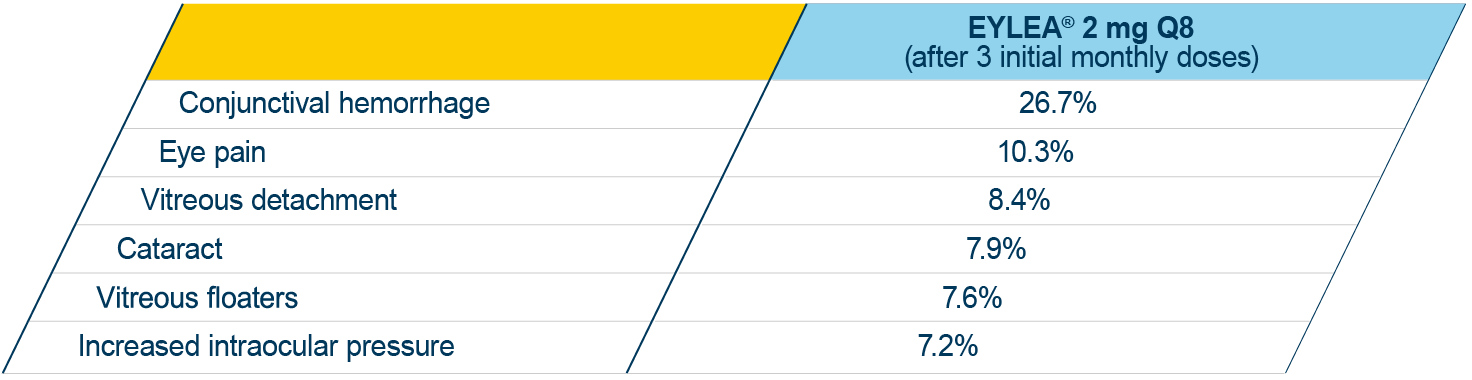 EYLEA® 2 mg Q8
(after 3 initial monthly doses)
Conjunctival hemorrhage 26.7%
Eye pain 10.3%
Vitreous detachment 8.4%
Cataract 7.9%
Vitreous floaters 7.6%
Increased intraocular pressure 7.2%